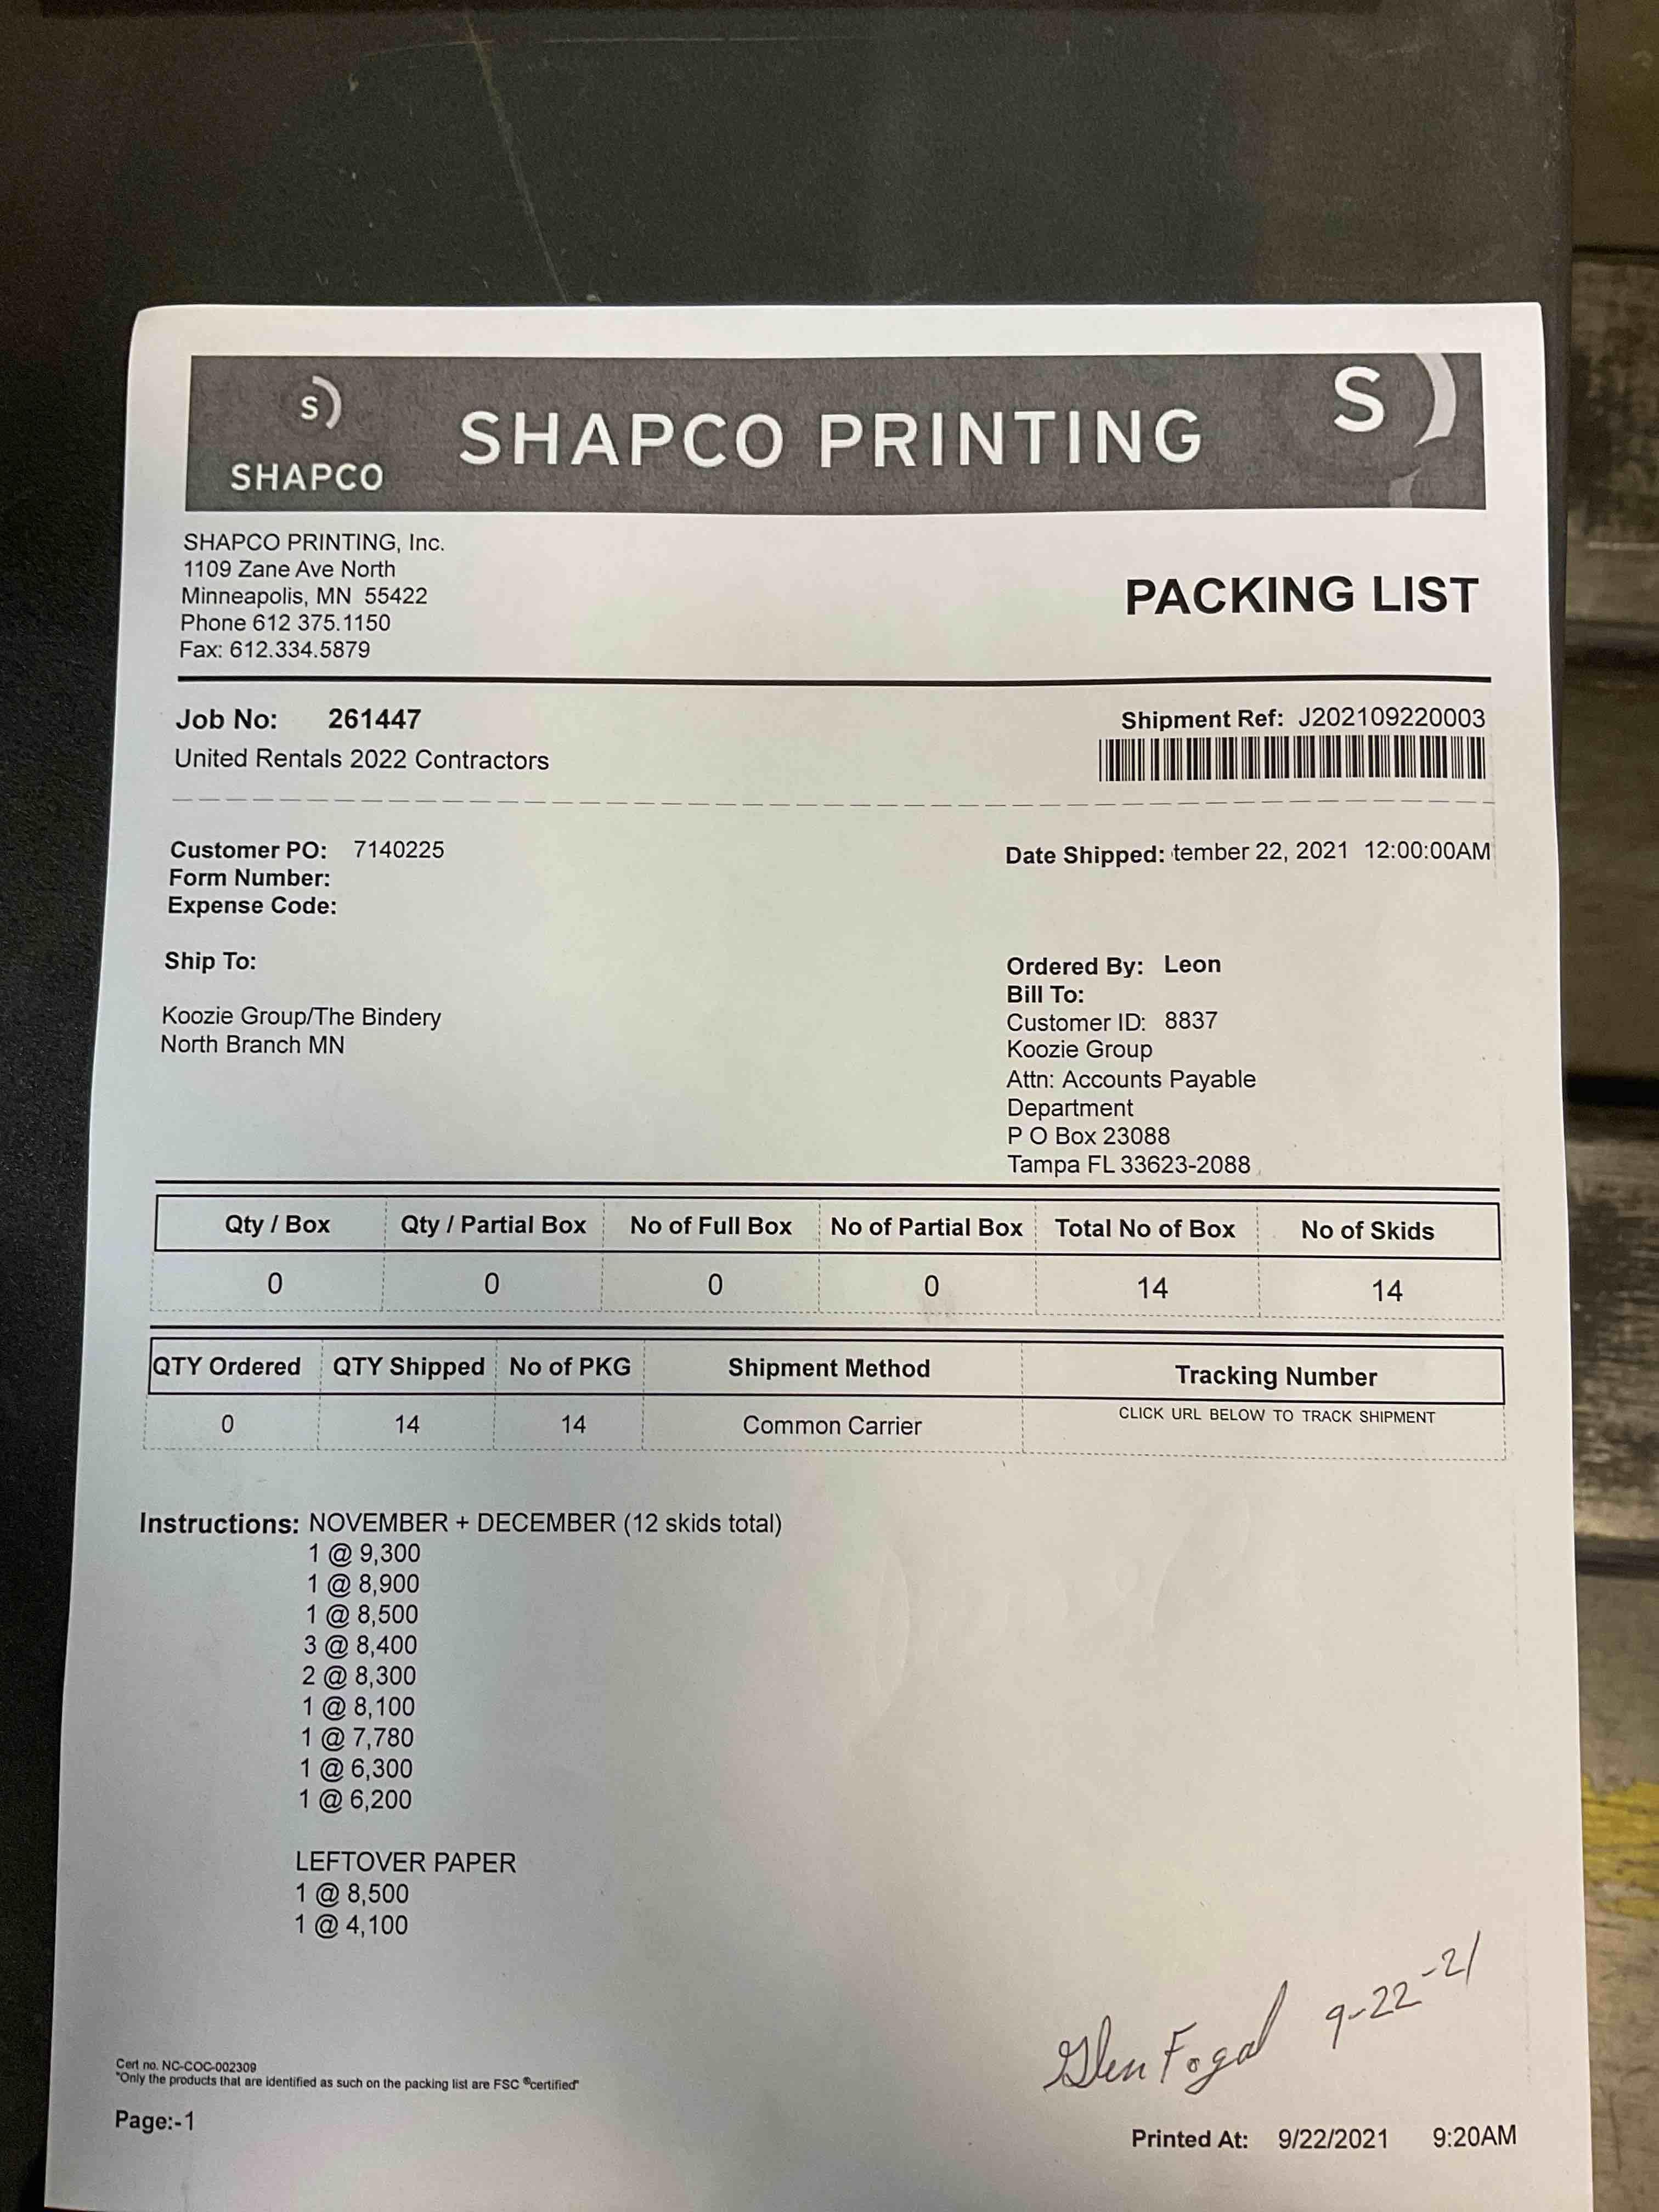 S)
SHAPCO
SHAPCO PRINTING
S)
SHAPCO PRINTING, Inc.
1109 Zane Ave North
Minneapolis, MN 55422
Phone 612 375.1150
Fax: 612.334.5879
PACKING LIST
Job No: 261447
United Rentals 2022 Contractors
Shipment Ref: J202109220003
Customer PO: 7140225
Form Number:
Expense Code:
Date Shipped: tember 22, 2021 12:00:00AM
Ship To:
Koozie Group/The Bindery
North Branch MN
Ordered By: Leon
Bill To:
Customer ID: 8837
Koozie Group
Attn: Accounts Payable
Department
P O Box 23088
Tampa FL 33623-2088
Qty / Box Qty / Partial Box No of Full Box No of Partial Box Total No of Box No of Skids
0 0 0 0 14 14
QTY Ordered QTY Shipped No of PKG Shipment Method Tracking Number
0 14 14 Common Carrier CLICK URL BELOW TO TRACK SHIPMENT
Instructions: NOVEMBER + DECEMBER (12 skids total)
1 @ 9,300
1 @ 8,900
1 @ 8,500
3 @ 8,400
2 @ 8,300
1 @ 8,100
1 @ 7,780
1 @ 6,300
1 @ 6,200
LEFTOVER PAPER
1 @ 8,500
1 @ 4,100
Glen Fogal 9-22-21
Cert no. NC-COC-002309
"Only the products that are identified as such on the packing list are FSC ®certified"
Page:-1
Printed At: 9/22/2021 9:20AM